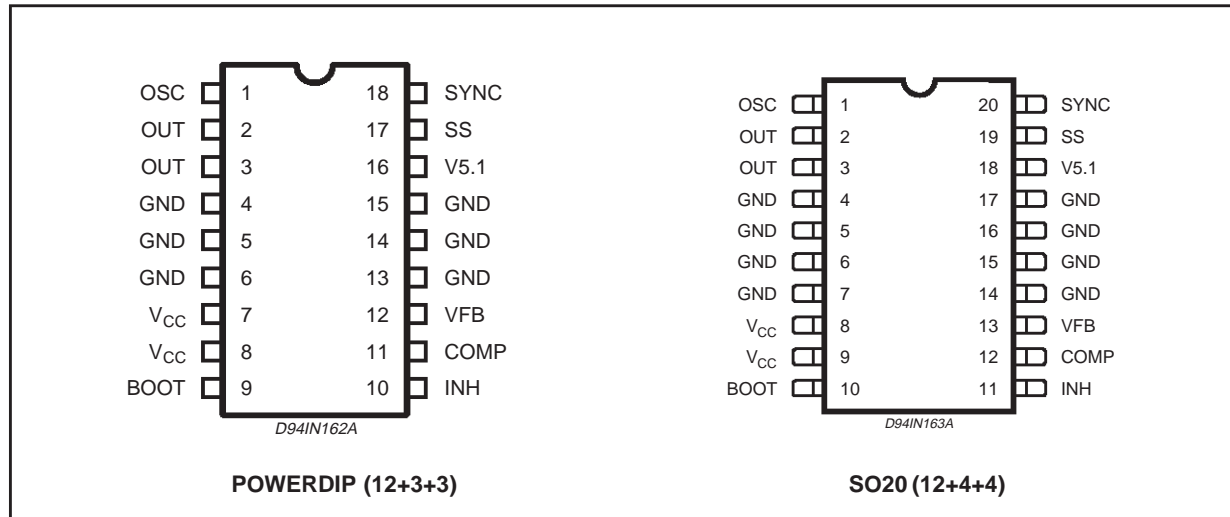 OSC 1 18 SYNC
OUT 2 17 SS
OUT 3 16 V5.1
GND 4 15 GND
GND 5 14 GND
GND 6 13 GND
VCC 7 12 VFB
VCC 8 11 COMP
BOOT 9 10 INH
D94IN162A
POWERDIP (12+3+3)
OSC 1 20 SYNC
OUT 2 19 SS
OUT 3 18 V5.1
GND 4 17 GND
GND 5 16 GND
GND 6 15 GND
GND 7 14 GND
VCC 8 13 VFB
VCC 9 12 COMP
BOOT 10 11 INH
D94IN163A
SO20 (12+4+4)